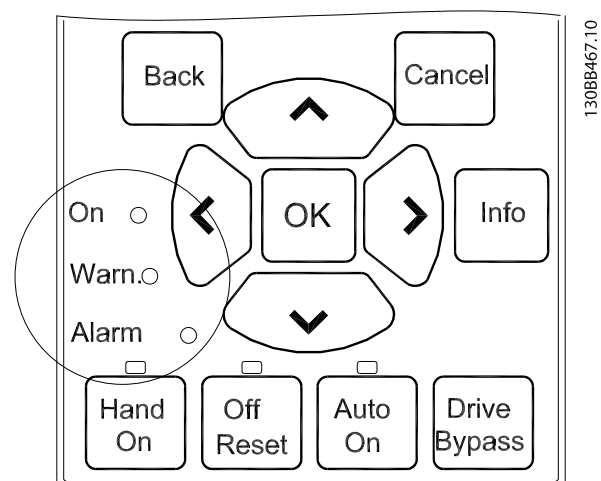 130BB467.10
Back
Cancel
On
OK
Info
Warn.
Alarm
Hand
On
Off
Reset
Auto
On
Drive
Bypass